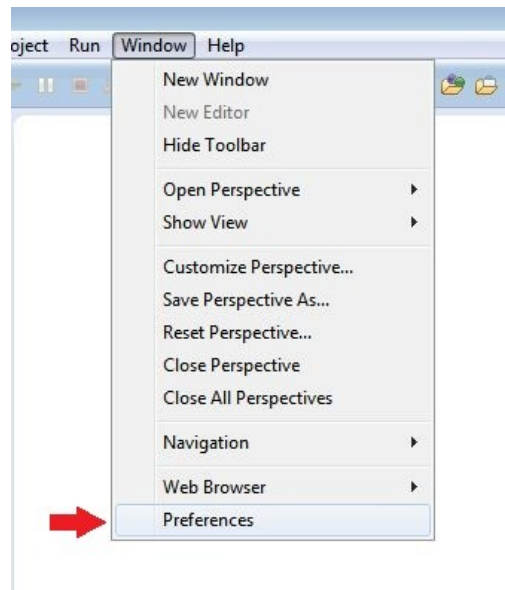 oject Run Window Help
New Window
New Editor
Hide Toolbar
Open Perspective
Show View
Customize Perspective...
Save Perspective As...
Reset Perspective...
Close Perspective
Close All Perspectives
Navigation
Web Browser
Preferences